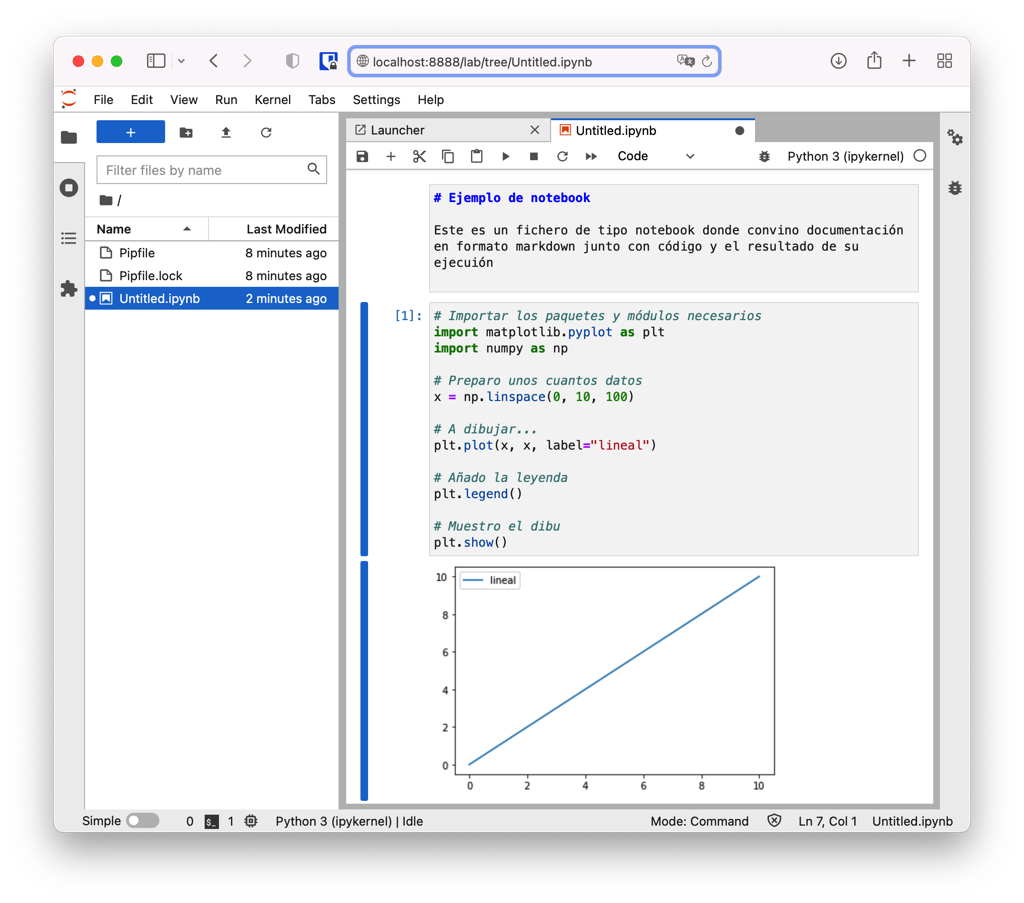 localhost:8888/lab/tree/Untitled.ipynb
File Edit View Run Kernel Tabs Settings Help
+
Filter files by name
/
Name Last Modified
Pipfile 8 minutes ago
Pipfile.lock 8 minutes ago
Untitled.ipynb 2 minutes ago
Launcher Untitled.ipynb
Code Python 3 (ipykernel)
# Ejemplo de notebook
Este es un fichero de tipo notebook donde convino documentación
en formato markdown junto con código y el resultado de su
ejecuión
[1]: # Importar los paquetes y módulos necesarios
import matplotlib.pyplot as plt
import numpy as np
# Preparo unos cuantos datos
x = np.linspace(0, 10, 100)
# A dibujar...
plt.plot(x, x, label="lineal")
# Añado la leyenda
plt.legend()
# Muestro el dibu
plt.show()
lineal
10
8
6
4
2
0
0 2 4 6 8 10
Simple 0 $_ 1 Python 3 (ipykernel) | Idle Mode: Command Ln 7, Col 1 Untitled.ipynb